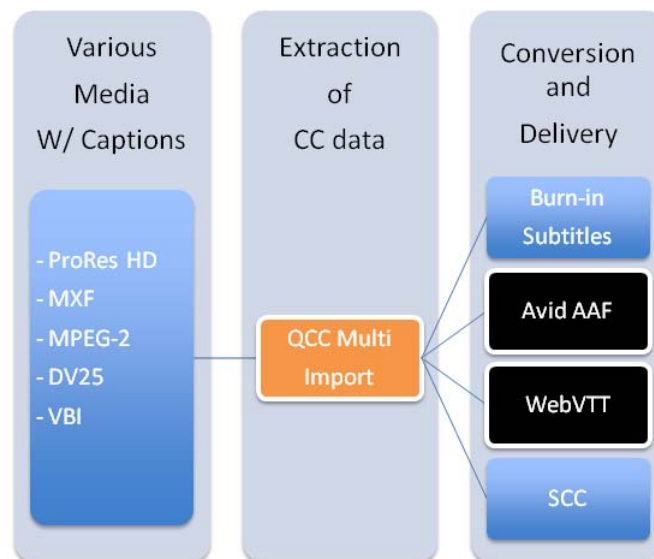 Various
Media
W/ Captions
- ProRes HD
- MXF
- MPEG-2
- DV25
- VBI
Extraction
of
CC data
QCC Multi
Import
Conversion
and
Delivery
Burn-in
Subtitles
Avid AAF
WebVTT
SCC